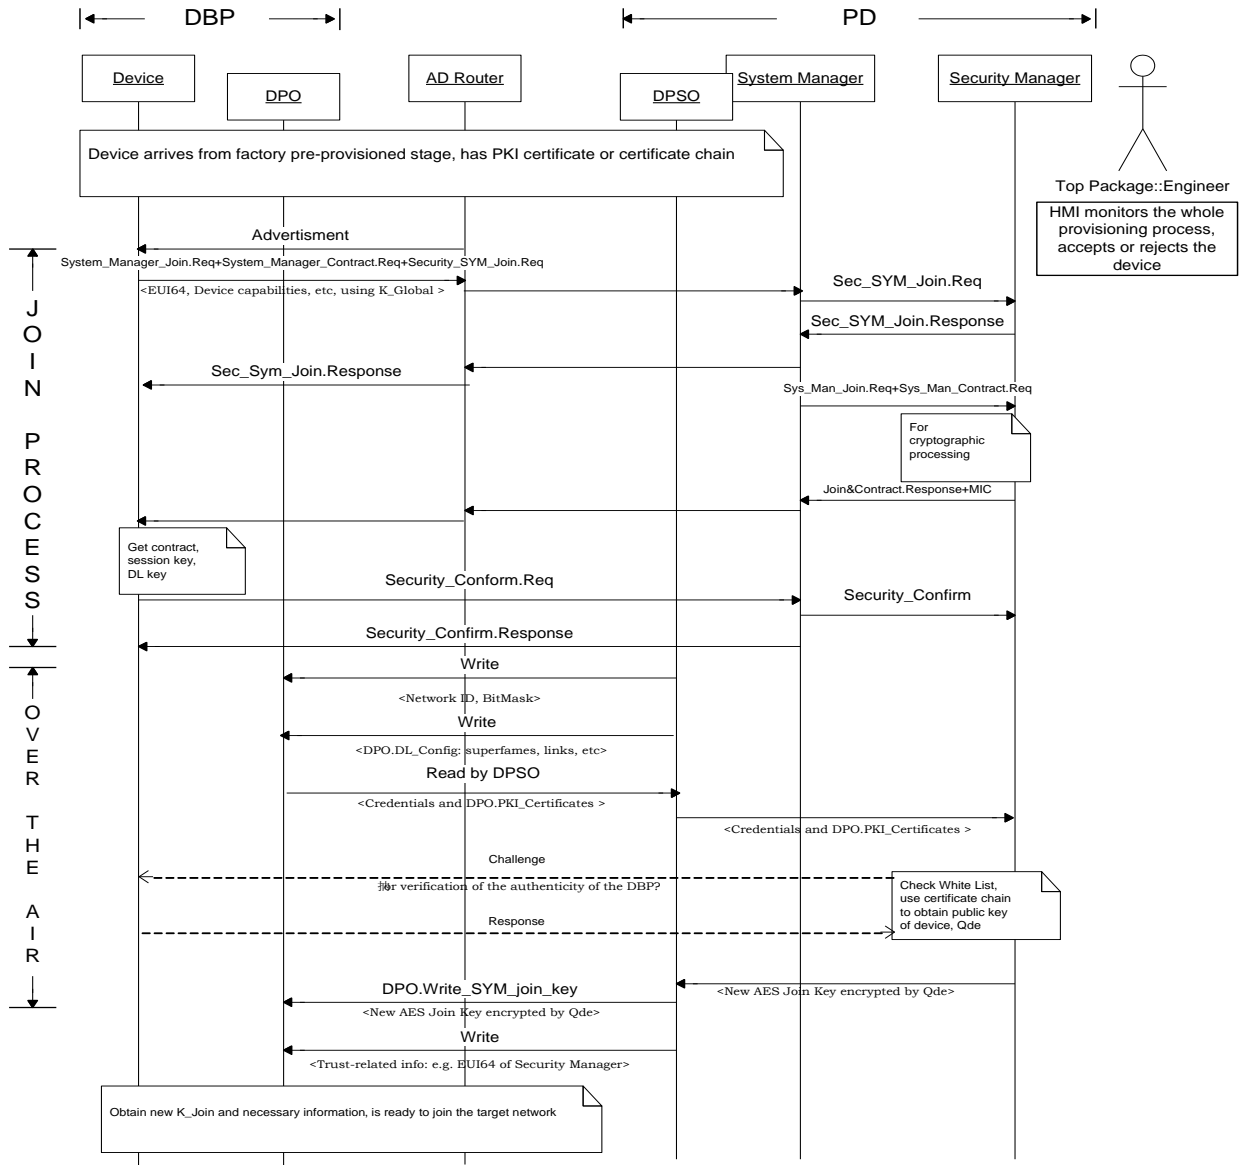 DBP
PD
Device
DPO
AD Router
DPSO
System Manager
Security Manager
Device arrives from factory pre-provisioned stage, has PKI certificate or certificate chain
Top Package::Engineer
HMI monitors the whole
provisioning process,
accepts or rejects the
device
Advertisment
System_Manager_Join.Req+System_Manager_Contract.Req+Security_SYM_Join.Req
<EUI64, Device capabilities, etc, using K_Global >
Sec_SYM_Join.Req
Sec_SYM_Join.Response
Sec_Sym_Join.Response
Sys_Man_Join.Req+Sys_Man_Contract.Req
For
cryptographic
processing
Join&Contract.Response+MIC
Get contract,
session key,
DL key
Security_Conform.Req
Security_Confirm
Security_Confirm.Response
JOIN PROCESS
Write
<Network ID, BitMask>
Write
<DPO.DL_Config: superfames, links, etc>
Read by DPSO
<Credentials and DPO.PKI_Certificates >
<Credentials and DPO.PKI_Certificates >
Challenge
for verification of the authenticity of the DBP?
Check White List,
use certificate chain
to obtain public key
of device, Qde
Response
OVER THE AIR
<New AES Join Key encrypted by Qde>
DPO.Write_SYM_join_key
<New AES Join Key encrypted by Qde>
Write
<Trust-related info: e.g. EUI64 of Security Manager>
Obtain new K_Join and necessary information, is ready to join the target network